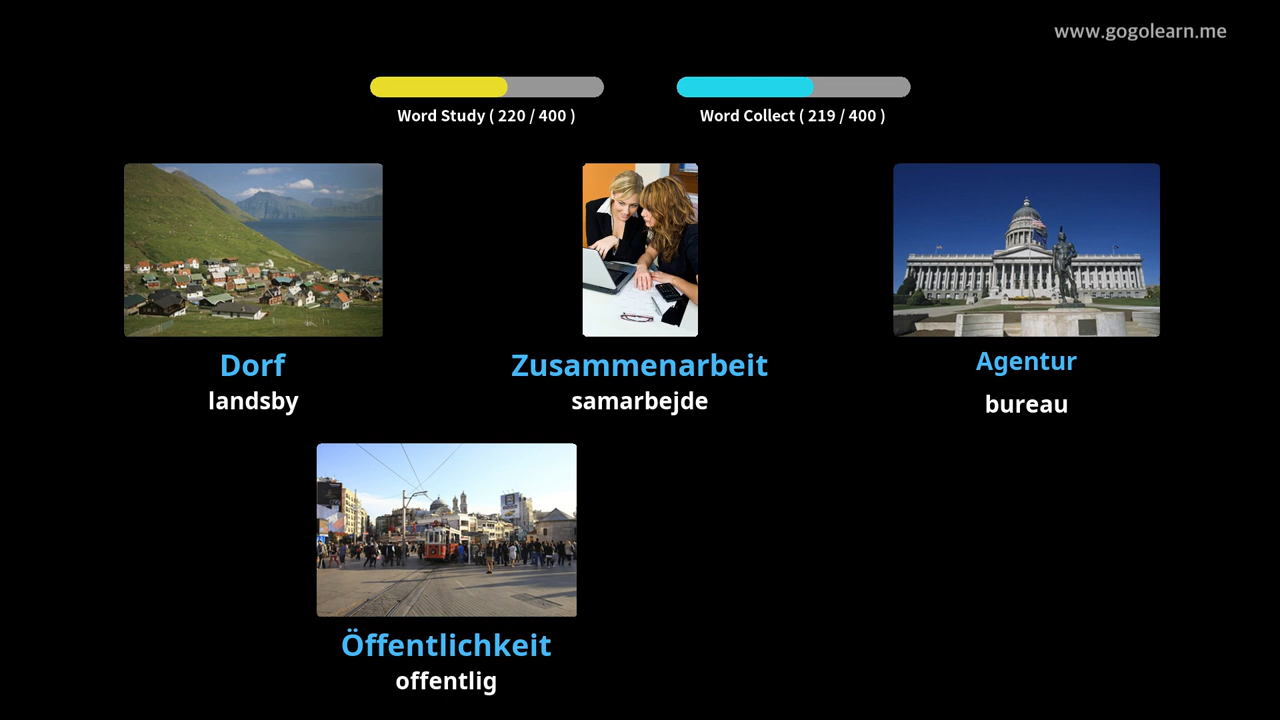 www.gogolearn.me
Word Study ( 220 / 400 )
Word Collect ( 219 / 400 )
Dorf
landsby
Zusammenarbeit
samarbejde
Agentur
bureau
Öffentlichkeit
offentlig